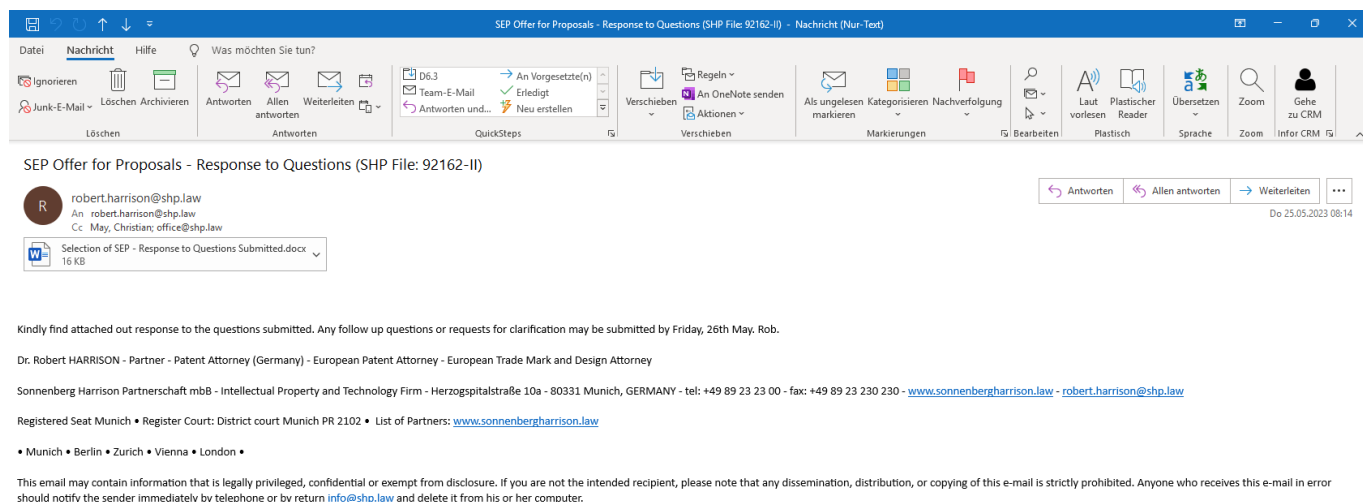 SEP Offer for Proposals - Response to Questions (SHP File: 92162-II) - Nachricht (Nur-Text)
Datei Nachricht Hilfe Was möchten Sie tun?
Ignorieren
Junk-E-Mail
Löschen Archivieren
Löschen
Antworten Allen antworten Weiterleiten
Antworten
D6.3 An Vorgesetzte(n)
Team-E-Mail Erledigt
Antworten und... Neu erstellen
QuickSteps
Verschieben
Regeln
An OneNote senden
Aktionen
Verschieben
Als ungelesen markieren Kategorisieren Nachverfolgung
Markierungen
Bearbeiten
Laut vorlesen Plastischer Reader
Plastisch
Übersetzen
Sprache
Zoom
Zoom
Gehe zu CRM
Infor CRM
SEP Offer for Proposals - Response to Questions (SHP File: 92162-II)
R
robert.harrison@shp.law
An robert.harrison@shp.law
Cc May, Christian; office@shp.law
Antworten Allen antworten Weiterleiten
Do 25.05.2023 08:14
Selection of SEP - Response to Questions Submitted.docx
16 KB
Kindly find attached out response to the questions submitted. Any follow up questions or requests for clarification may be submitted by Friday, 26th May. Rob.
Dr. Robert HARRISON - Partner - Patent Attorney (Germany) - European Patent Attorney - European Trade Mark and Design Attorney
Sonnenberg Harrison Partnerschaft mbB - Intellectual Property and Technology Firm - Herzogspitalstraße 10a - 80331 Munich, GERMANY - tel: +49 89 23 23 00 - fax: +49 89 23 230 230 - www.sonnenbergharrison.law - robert.harrison@shp.law
Registered Seat Munich • Register Court: District court Munich PR 2102 • List of Partners: www.sonnenbergharrison.law
• Munich • Berlin • Zurich • Vienna • London •
This email may contain information that is legally privileged, confidential or exempt from disclosure. If you are not the intended recipient, please note that any dissemination, distribution, or copying of this e-mail is strictly prohibited. Anyone who receives this e-mail in error
should notify the sender immediately by telephone or by return info@shp.law and delete it from his or her computer.